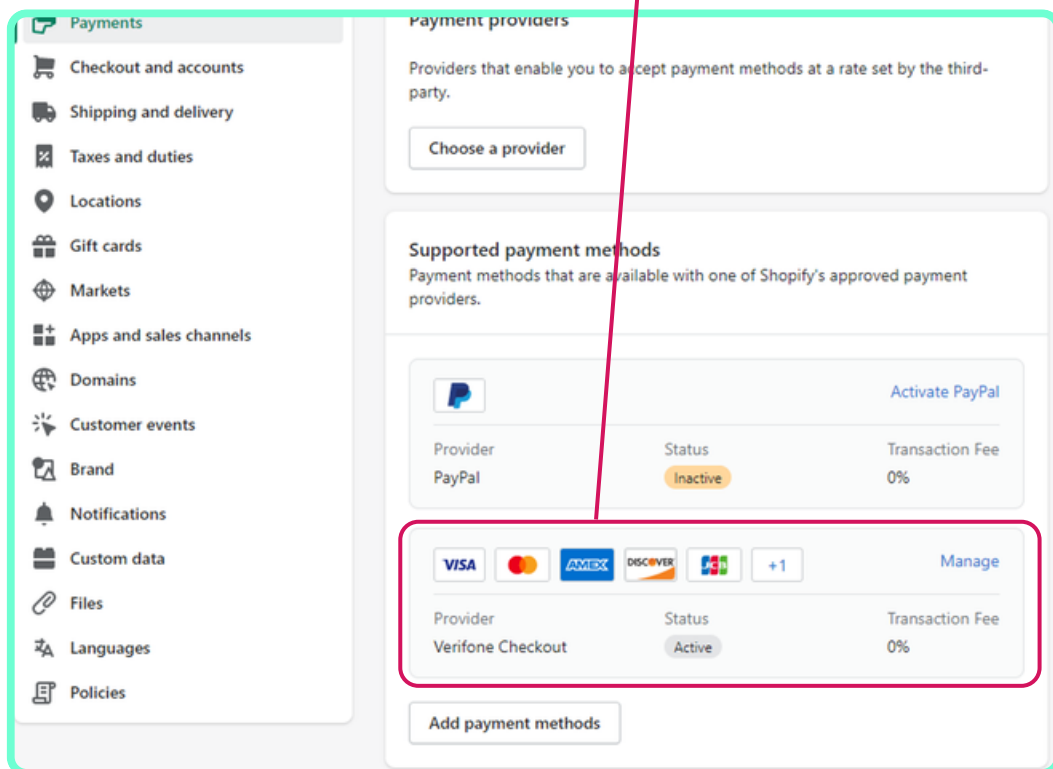 Payments
Checkout and accounts
Shipping and delivery
Taxes and duties
Locations
Gift cards
Markets
Apps and sales channels
Domains
Customer events
Brand
Notifications
Custom data
Files
Languages
Policies
Payment providers
Providers that enable you to accept payment methods at a rate set by the third-
party.
Choose a provider
Supported payment methods
Payment methods that are available with one of Shopify's approved payment
providers.
Activate PayPal
Provider Status Transaction Fee
PayPal Inactive 0%
VISA AMEX DISCOVER JCB +1 Manage
Provider Status Transaction Fee
Verifone Checkout Active 0%
Add payment methods